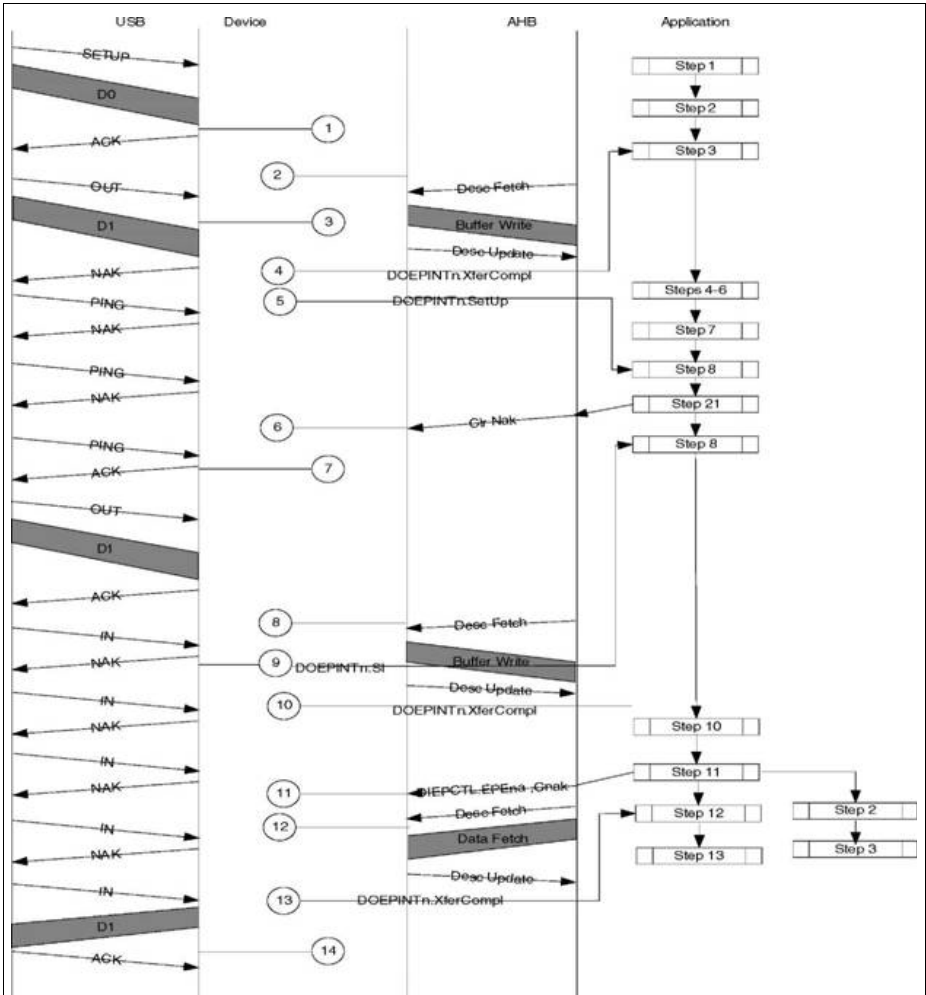 USB Device AHB Application
SETUP
Step 1
D0
Step 2
1
ACK
Step 3
2
OUT
Desc Fetch
D1
3
Buffer Write
Desc Update
NAK
4
DOEPINTn.XferCompl
Steps 4-6
PING
5
DOEPINTn.SetUp
NAK
Step 7
PING
Step 8
NAK
Step 21
6
Clr Nak
PING
Step 8
ACK
7
OUT
D1
ACK
8
Desc Fetch
IN
NAK
9
DOEPINTn.SI
Buffer Write
Desc Update
IN
10
DOEPINTn.XferCompl
NAK
Step 10
IN
Step 11
NAK
11
DIEPCTL.EPEna ,Cnak
Desc Fetch
Step 12
Step 2
IN
12
Data Fetch
NAK
Step 13
Step 3
Desc Update
IN
13
DOEPINTn.XferCompl
D1
ACK
14